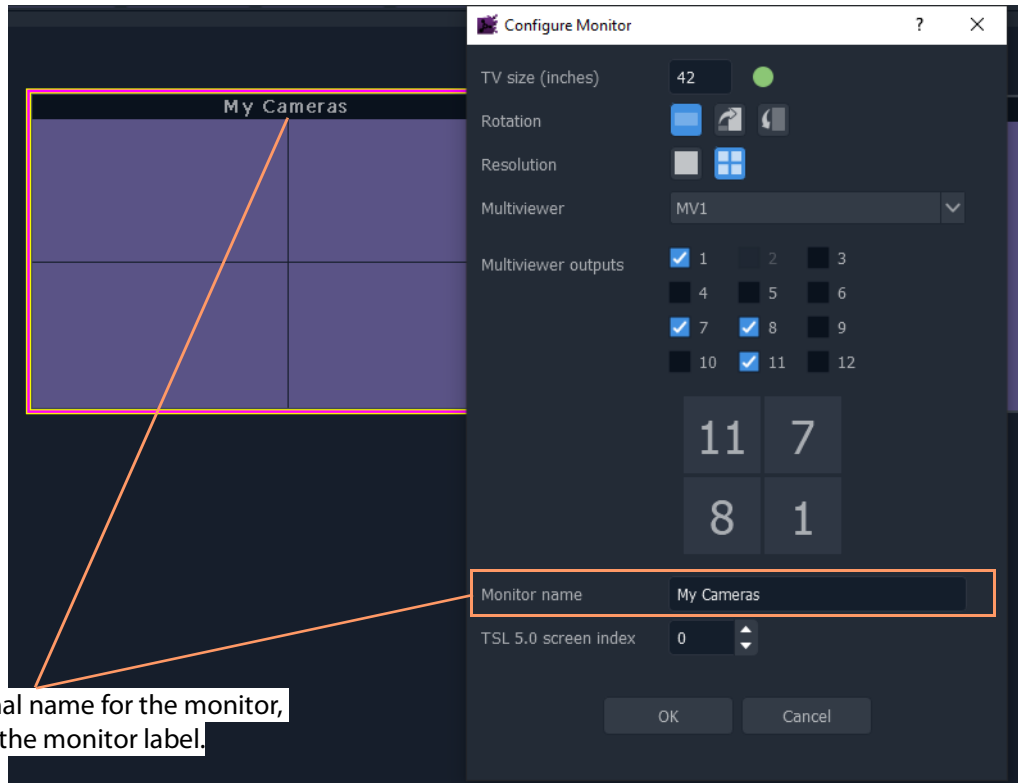 Configure Monitor
?
TV size (inches) 42
My Cameras
Rotation
Resolution
Multiviewer MV1
Multiviewer outputs 1 2 3
4 5 6
7 8 9
10 11 12
11 7
8 1
Monitor name My Cameras
TSL 5.0 screen index 0
name for the monitor,
the monitor label.
OK Cancel